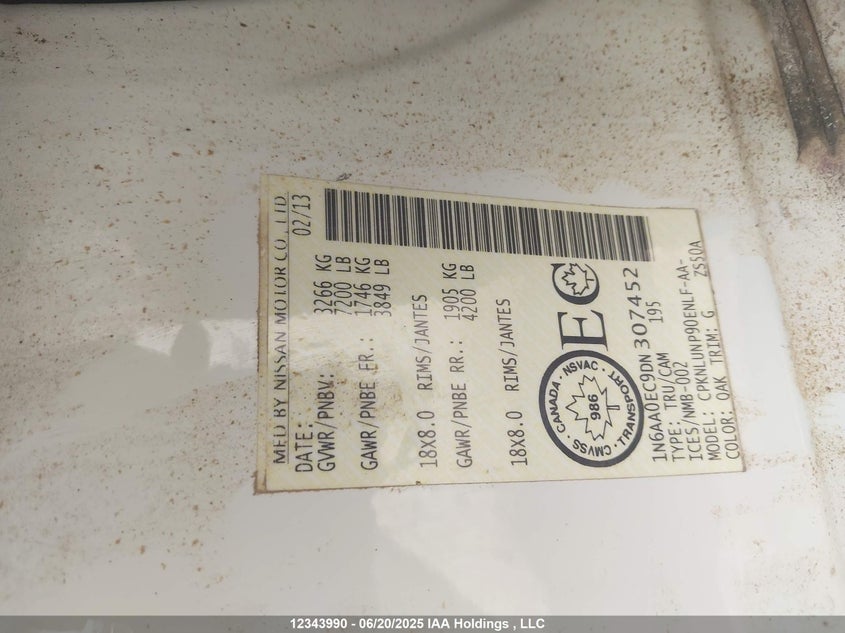 MFD BY NISSAN MOTOR CO., LTD
DATE: 02/13
GVWR/PNBV: 3266 KG
7200 LB
GAWR/PNBE FR.: 1746 KG
3849 LB
18X8.0 RIMS/JANTES
GAWR/PNBE RR.: 1905 KG
4200 LB
18X8.0 RIMS/JANTES
CANADA · NSVAC · TRANSPORT · CMVSS ·
986
EC
1N6AA0EC9DN307452
TYPE: TRU/CAM 195
ICES/NMB-002
MODEL: CPKNLUNP90ENLF-AA-
COLOR: QAK TRIM: G ZS50A
12343990 - 06/20/2025 IAA Holdings , LLC